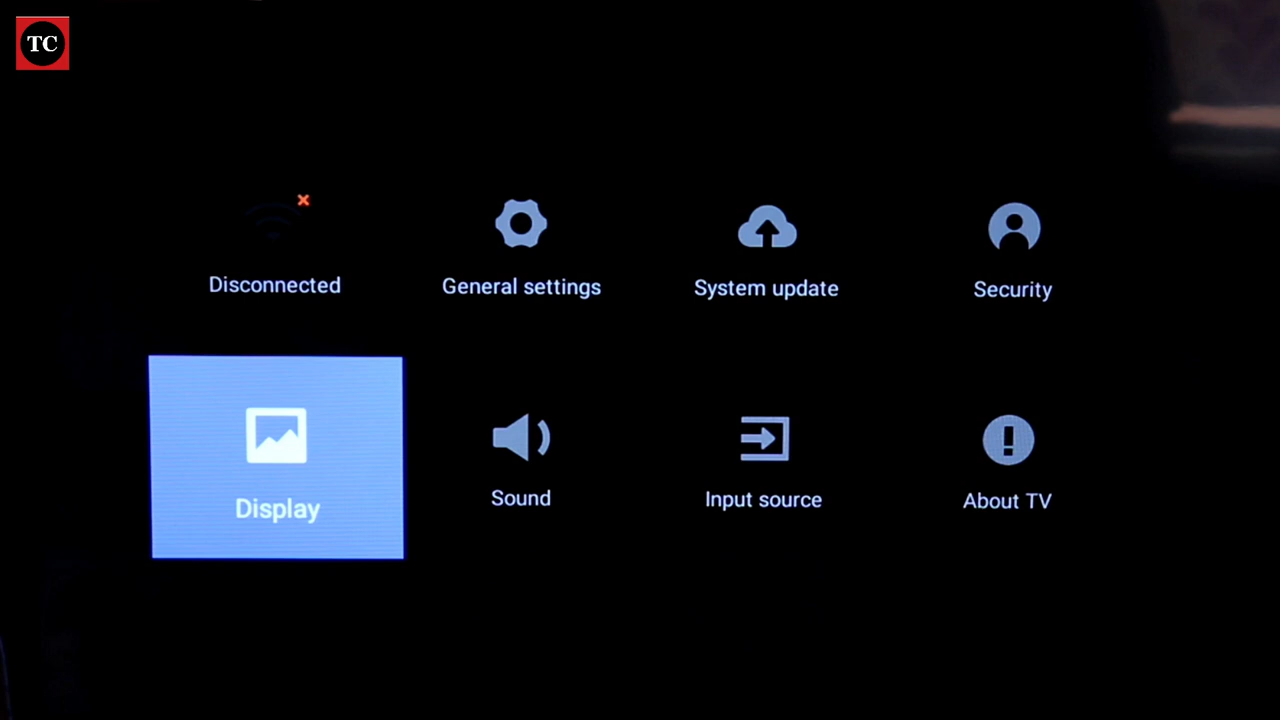 TC
Disconnected
General settings
System update
Security
Display
Sound
Input source
About TV